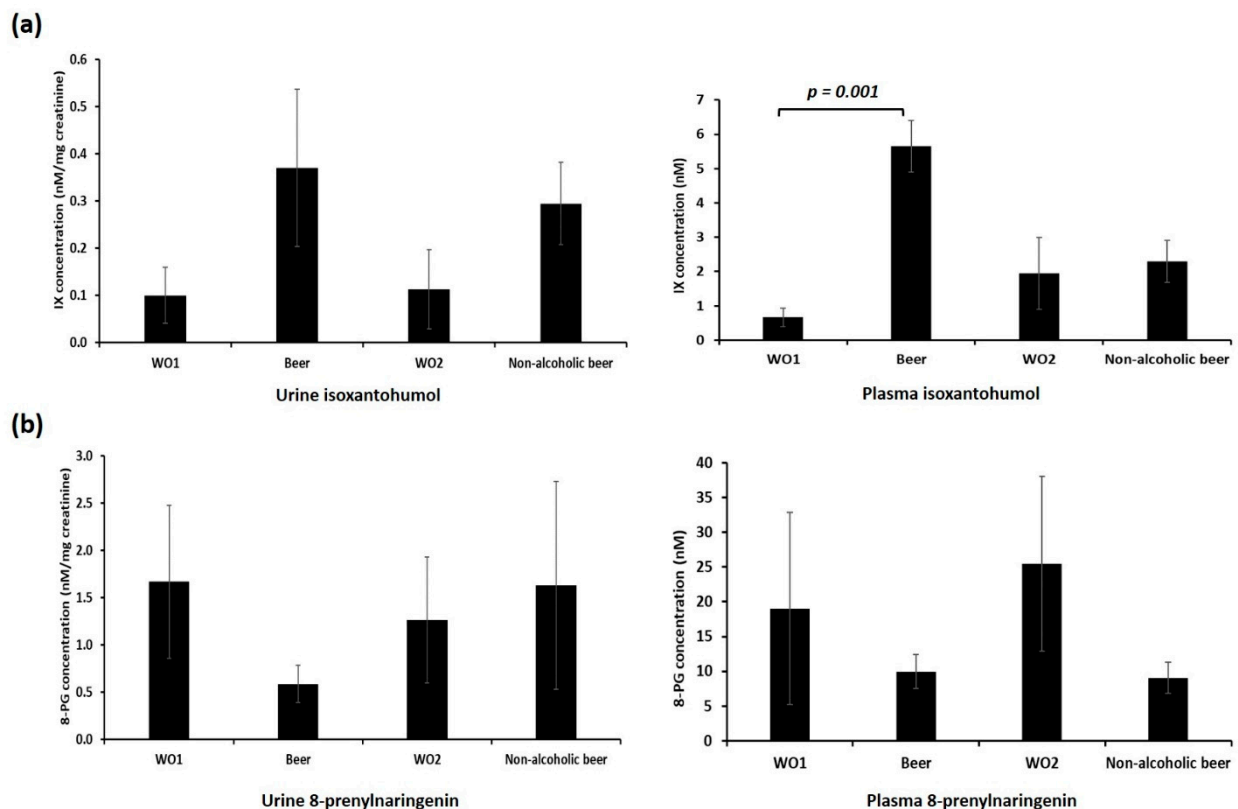 (a)
IX concentration (nM/mg creatinine)
0.6
0.5
0.4
0.3
0.2
0.1
0.0
WO1 Beer WO2 Non-alcoholic beer
Urine isoxantohumol
p = 0.001
IX concentration (nM)
7
6
5
4
3
2
1
0
WO1 Beer WO2 Non-alcoholic beer
Plasma isoxantohumol
(b)
8-PG concentration (nM/mg creatinine)
3.0
2.5
2.0
1.5
1.0
0.5
0.0
WO1 Beer WO2 Non-alcoholic beer
Urine 8-prenylnaringenin
8-PG concentration (nM)
40
35
30
25
20
15
10
5
0
WO1 Beer WO2 Non-alcoholic beer
Plasma 8-prenylnaringenin